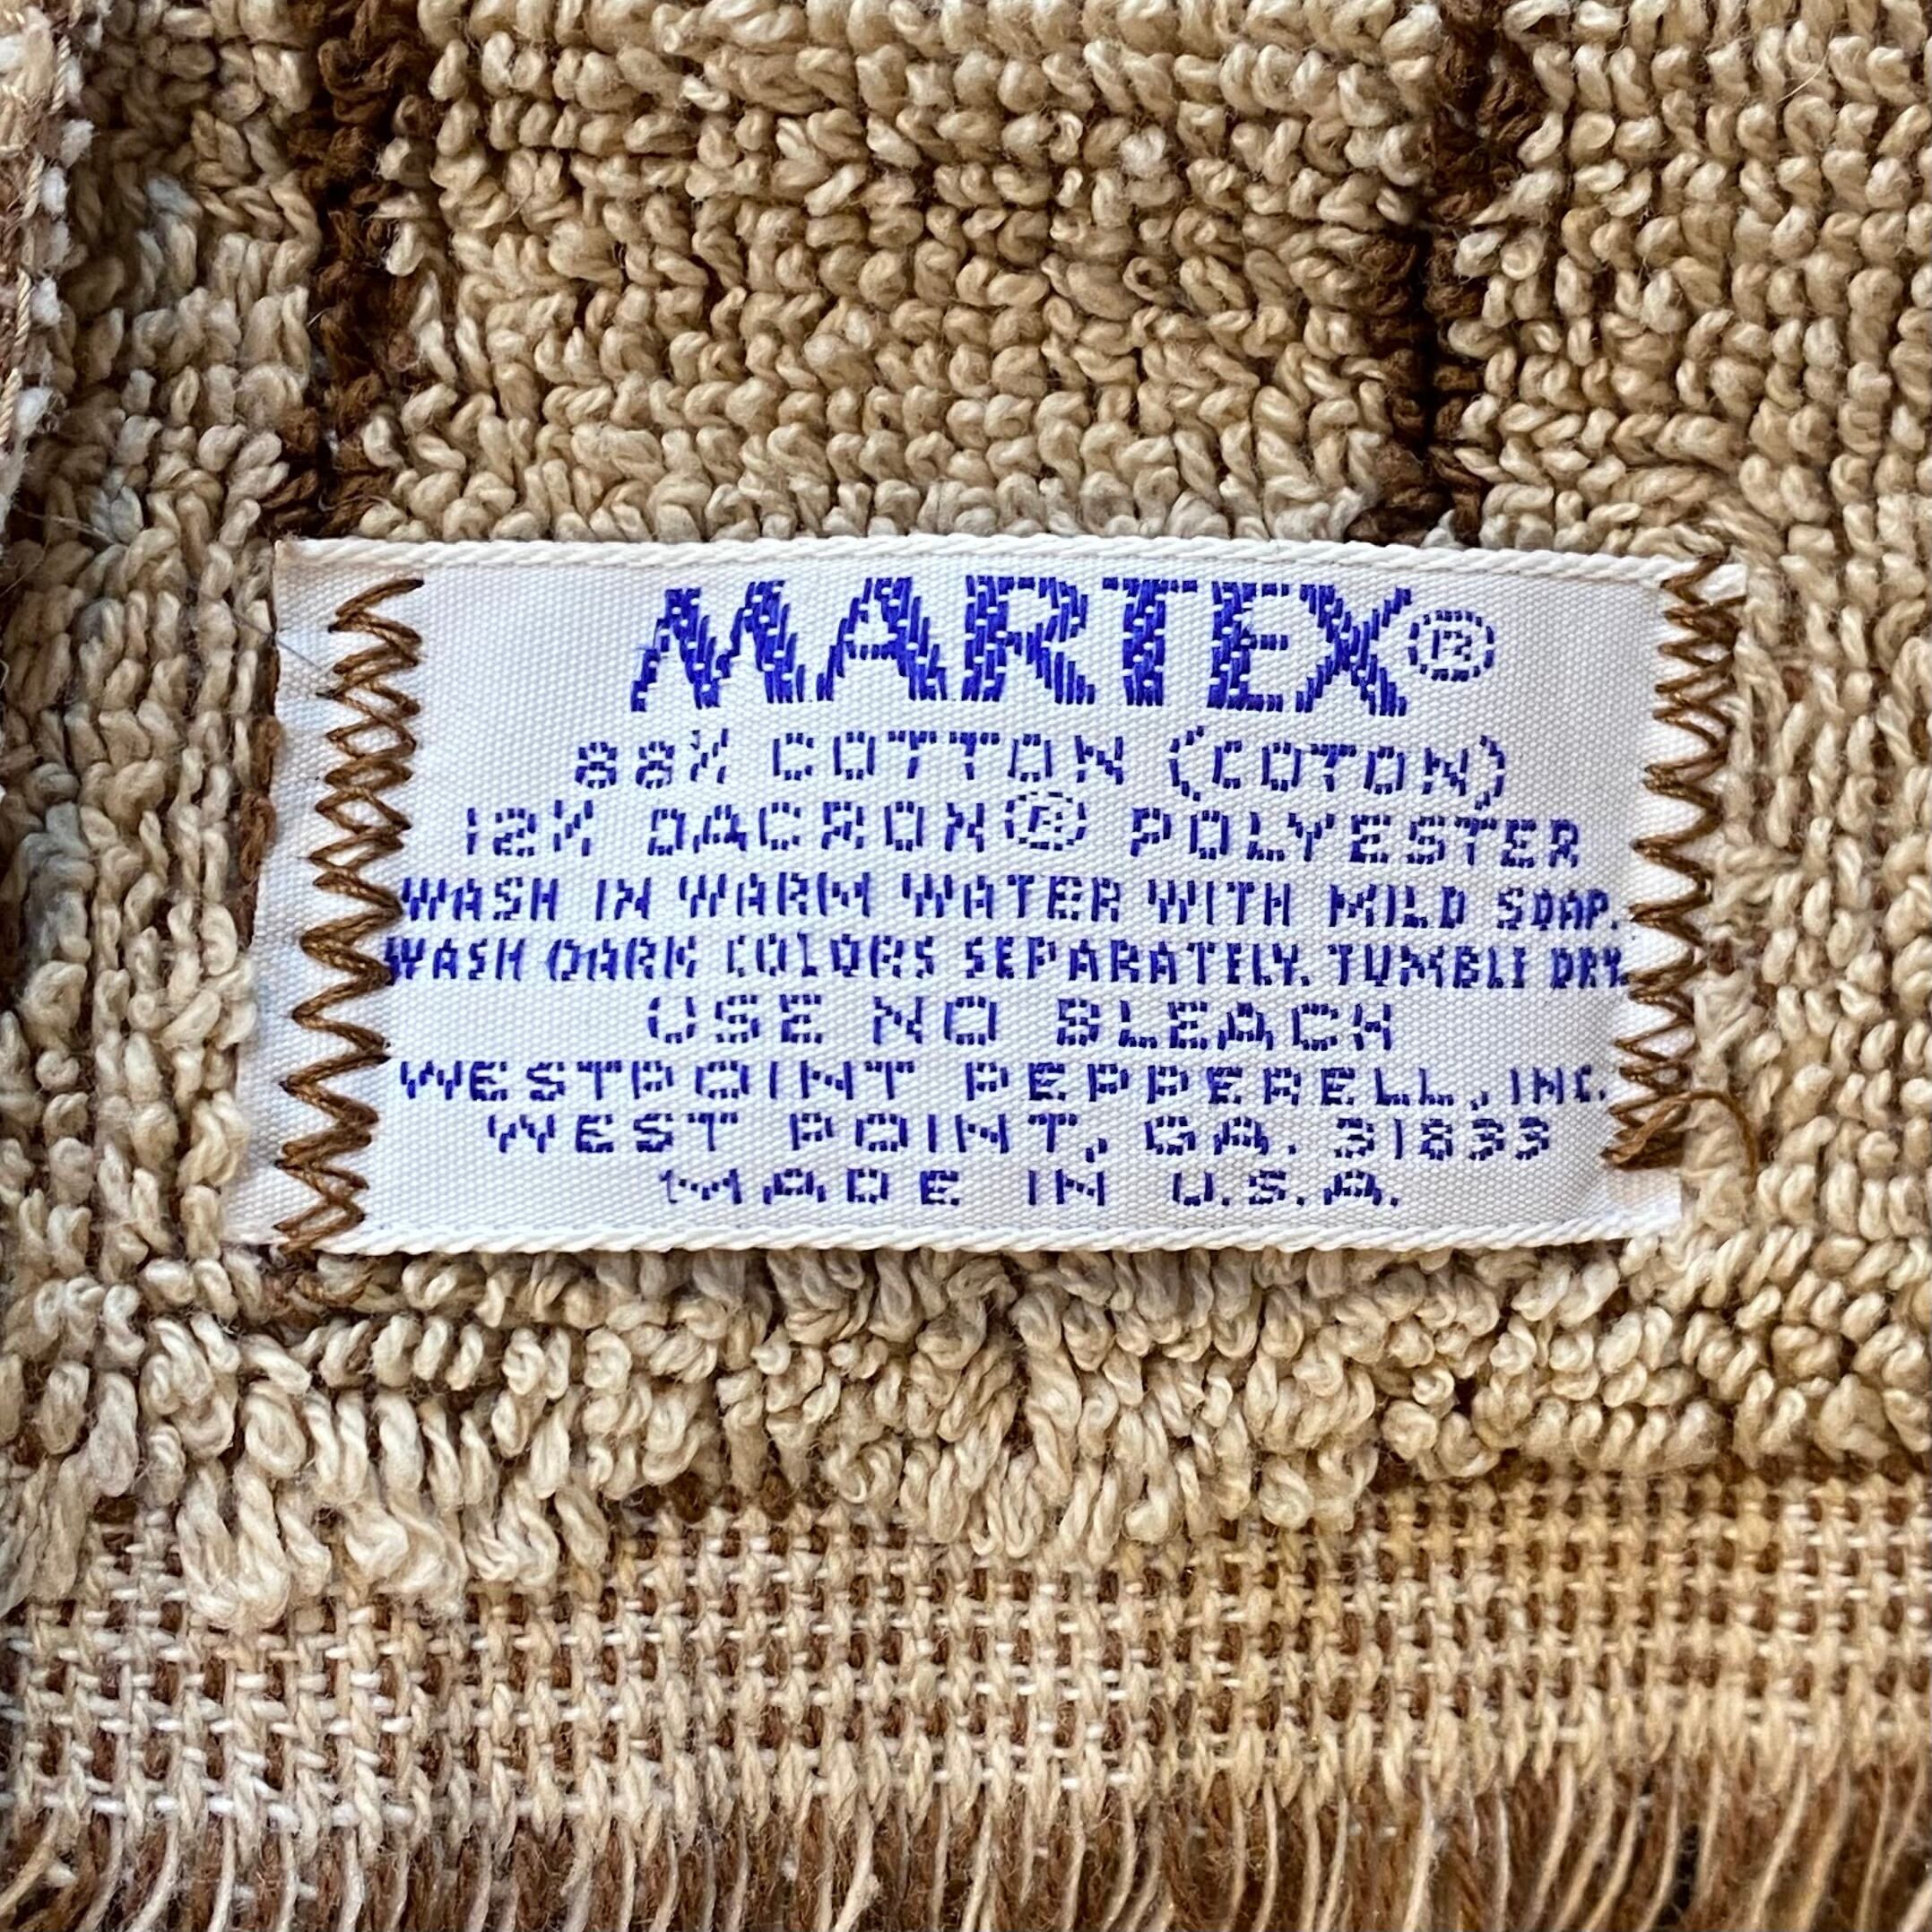 MARTEX®
88% COTTON (COTON)
12% DACRON® POLYESTER
WASH IN WARM WATER WITH MILD SOAP.
WASH DARK COLORS SEPARATELY. TUMBLE DRY.
USE NO BLEACH
WESTPOINT PEPPERELL, INC.
WEST POINT, GA. 31833
MADE IN U.S.A.